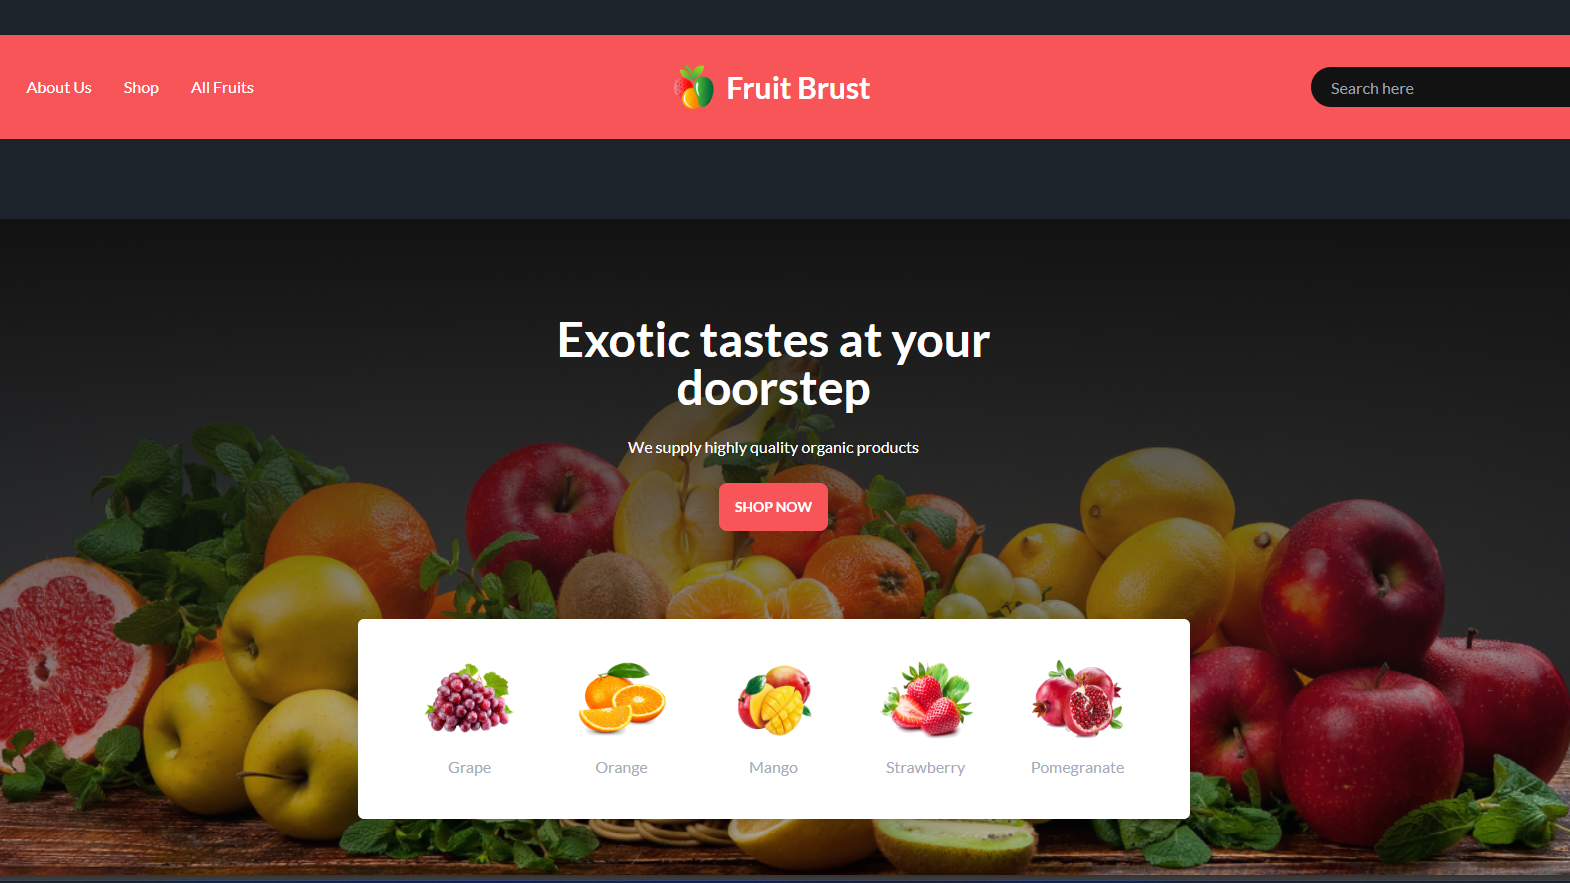 About Us
Shop
All Fruits
Fruit Brust
Search here
Exotic tastes at your
doorstep
We supply highly quality organic products
SHOP NOW
Grape
Orange
Mango
Strawberry
Pomegranate